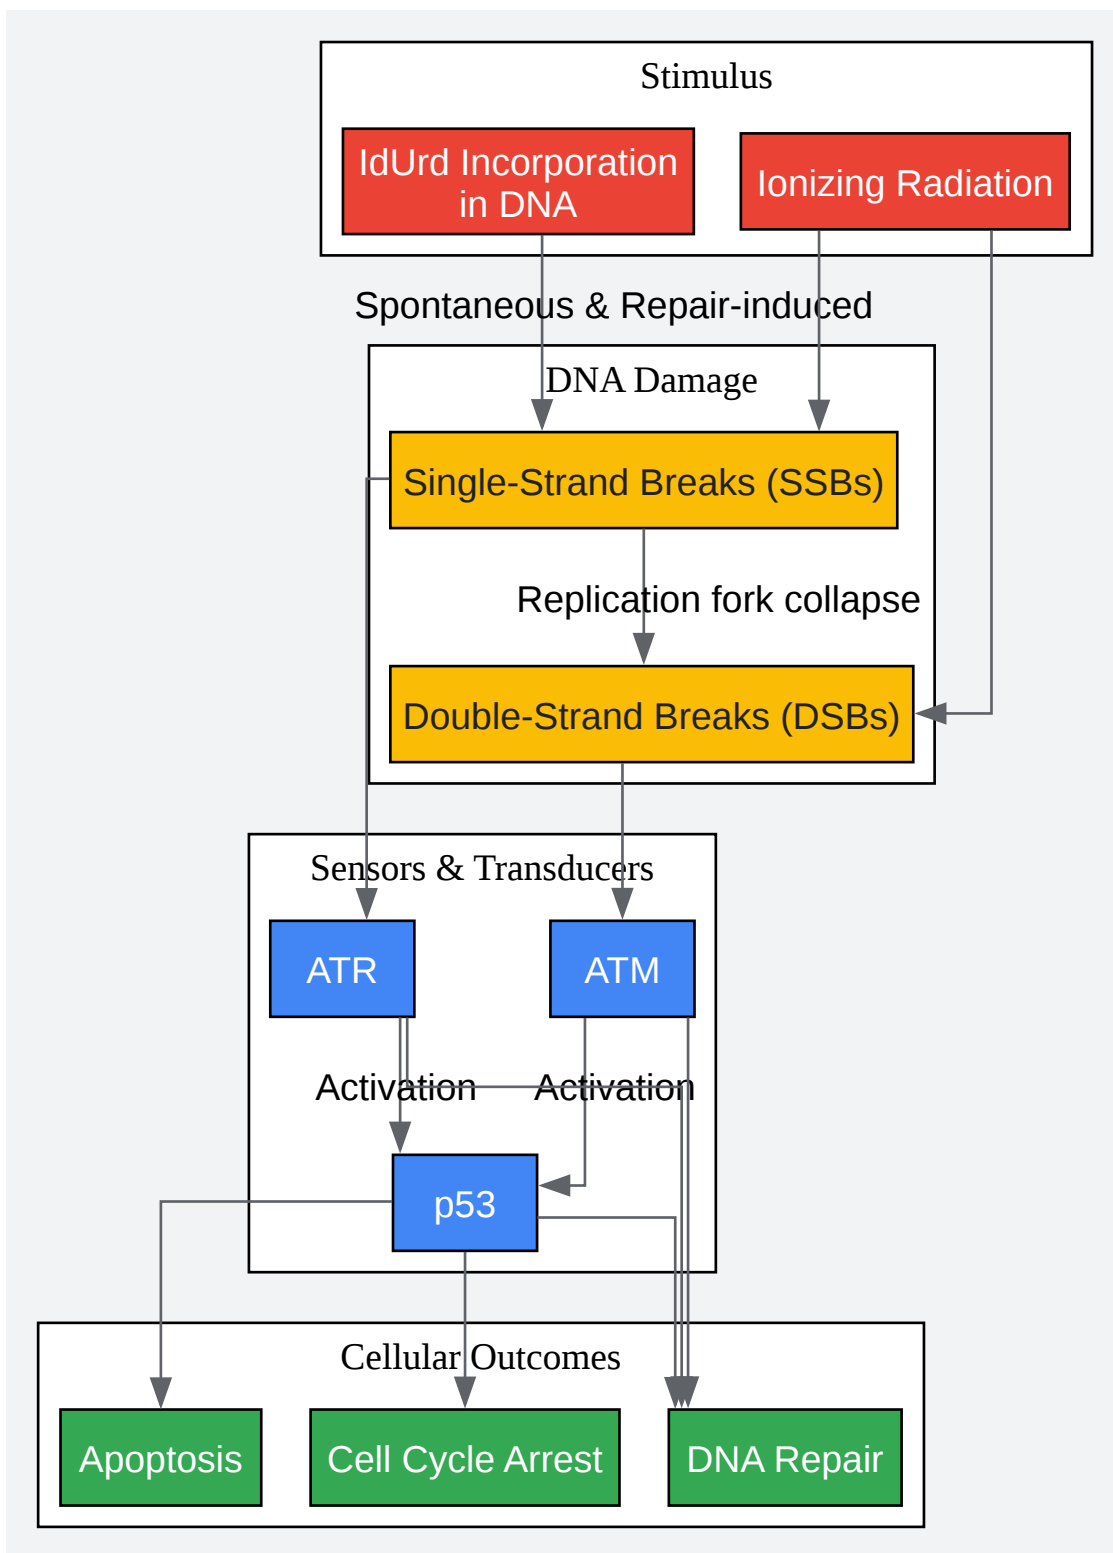 Stimulus
IdUrd Incorporation
in DNA
Ionizing Radiation
Spontaneous & Repair-induced
DNA Damage
Single-Strand Breaks (SSBs)
Replication fork collapse
Double-Strand Breaks (DSBs)
Sensors & Transducers
ATR
ATM
Activation
Activation
p53
Cellular Outcomes
Apoptosis
Cell Cycle Arrest
DNA Repair